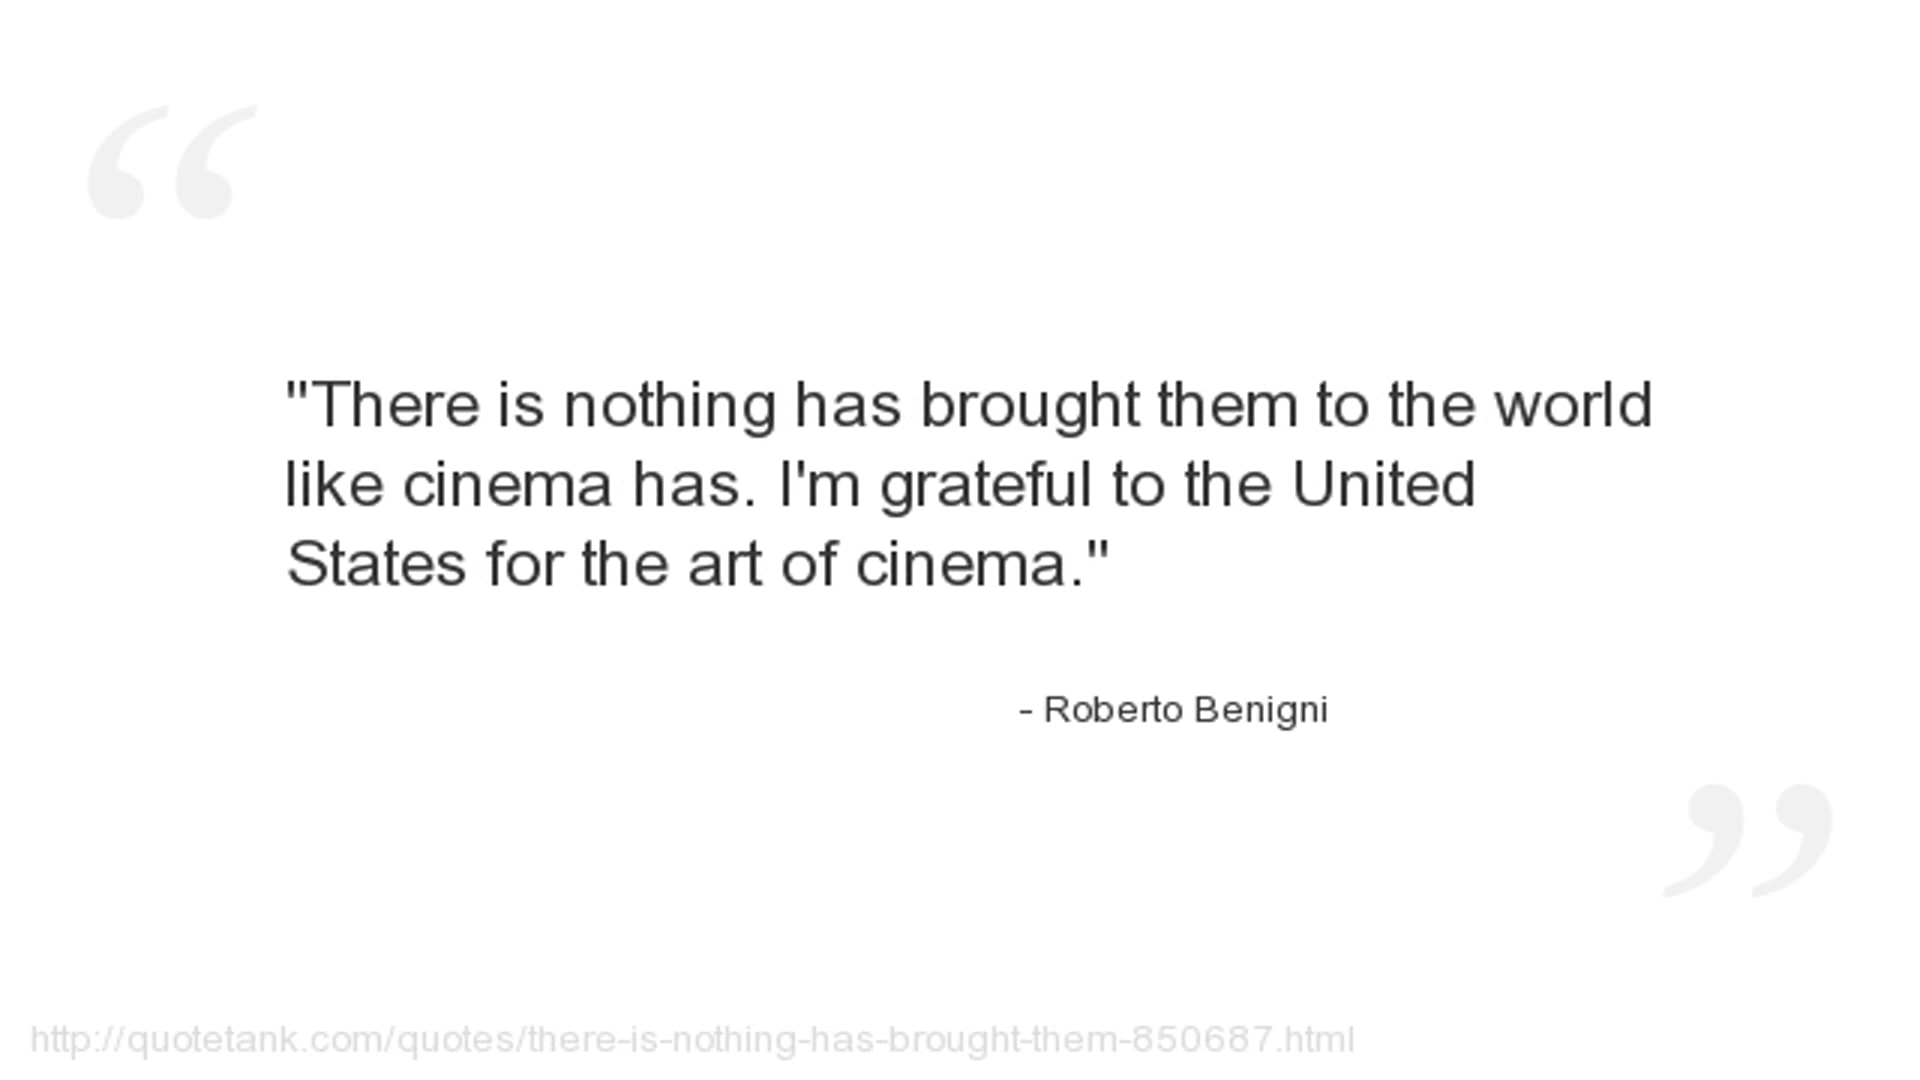 "There is nothing has brought them to the world
like cinema has. I'm grateful to the United
States for the art of cinema."
- Roberto Benigni
http://quotetank.com/quotes/there-is-nothing-has-brought-them-850687.html